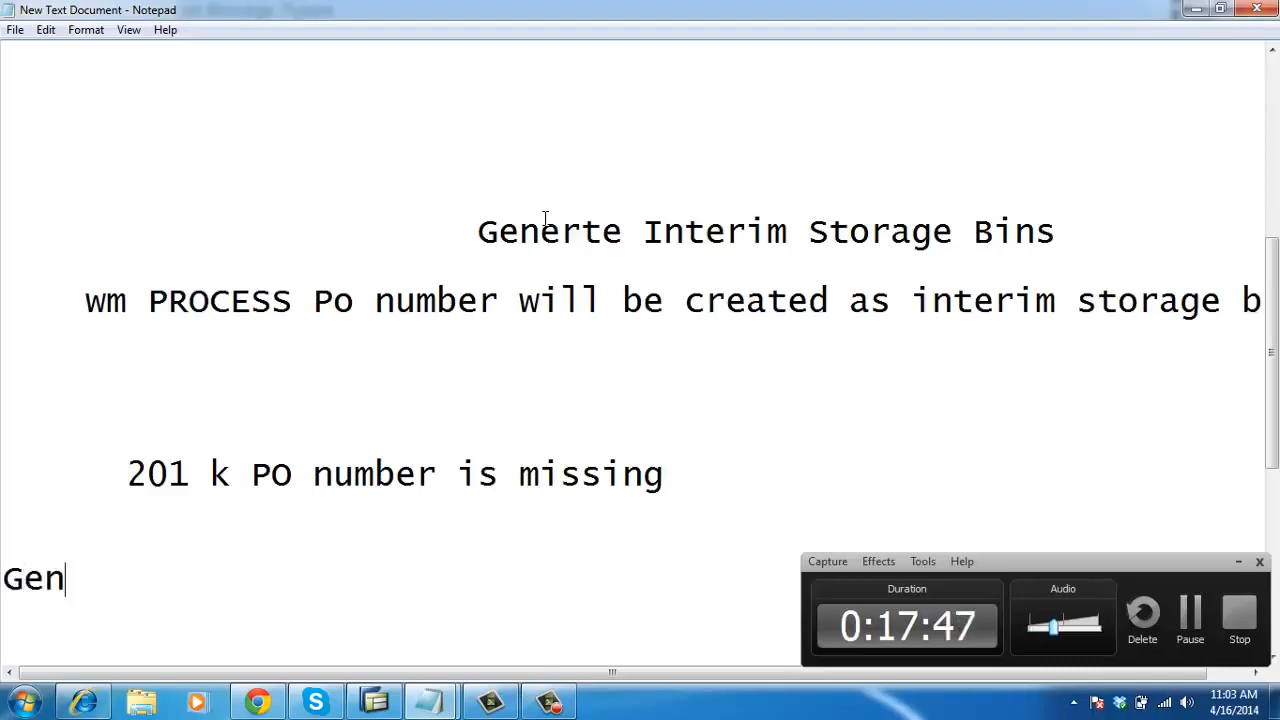 New Text Document - Notepad
File Edit Format View Help
Generte Interim Storage Bins
wm PROCESS Po number will be created as interim storage b
201 k PO number is missing
Gen
Capture Effects Tools Help
Duration Audio
0:17:47
Delete Pause Stop
11:03 AM
4/16/2014